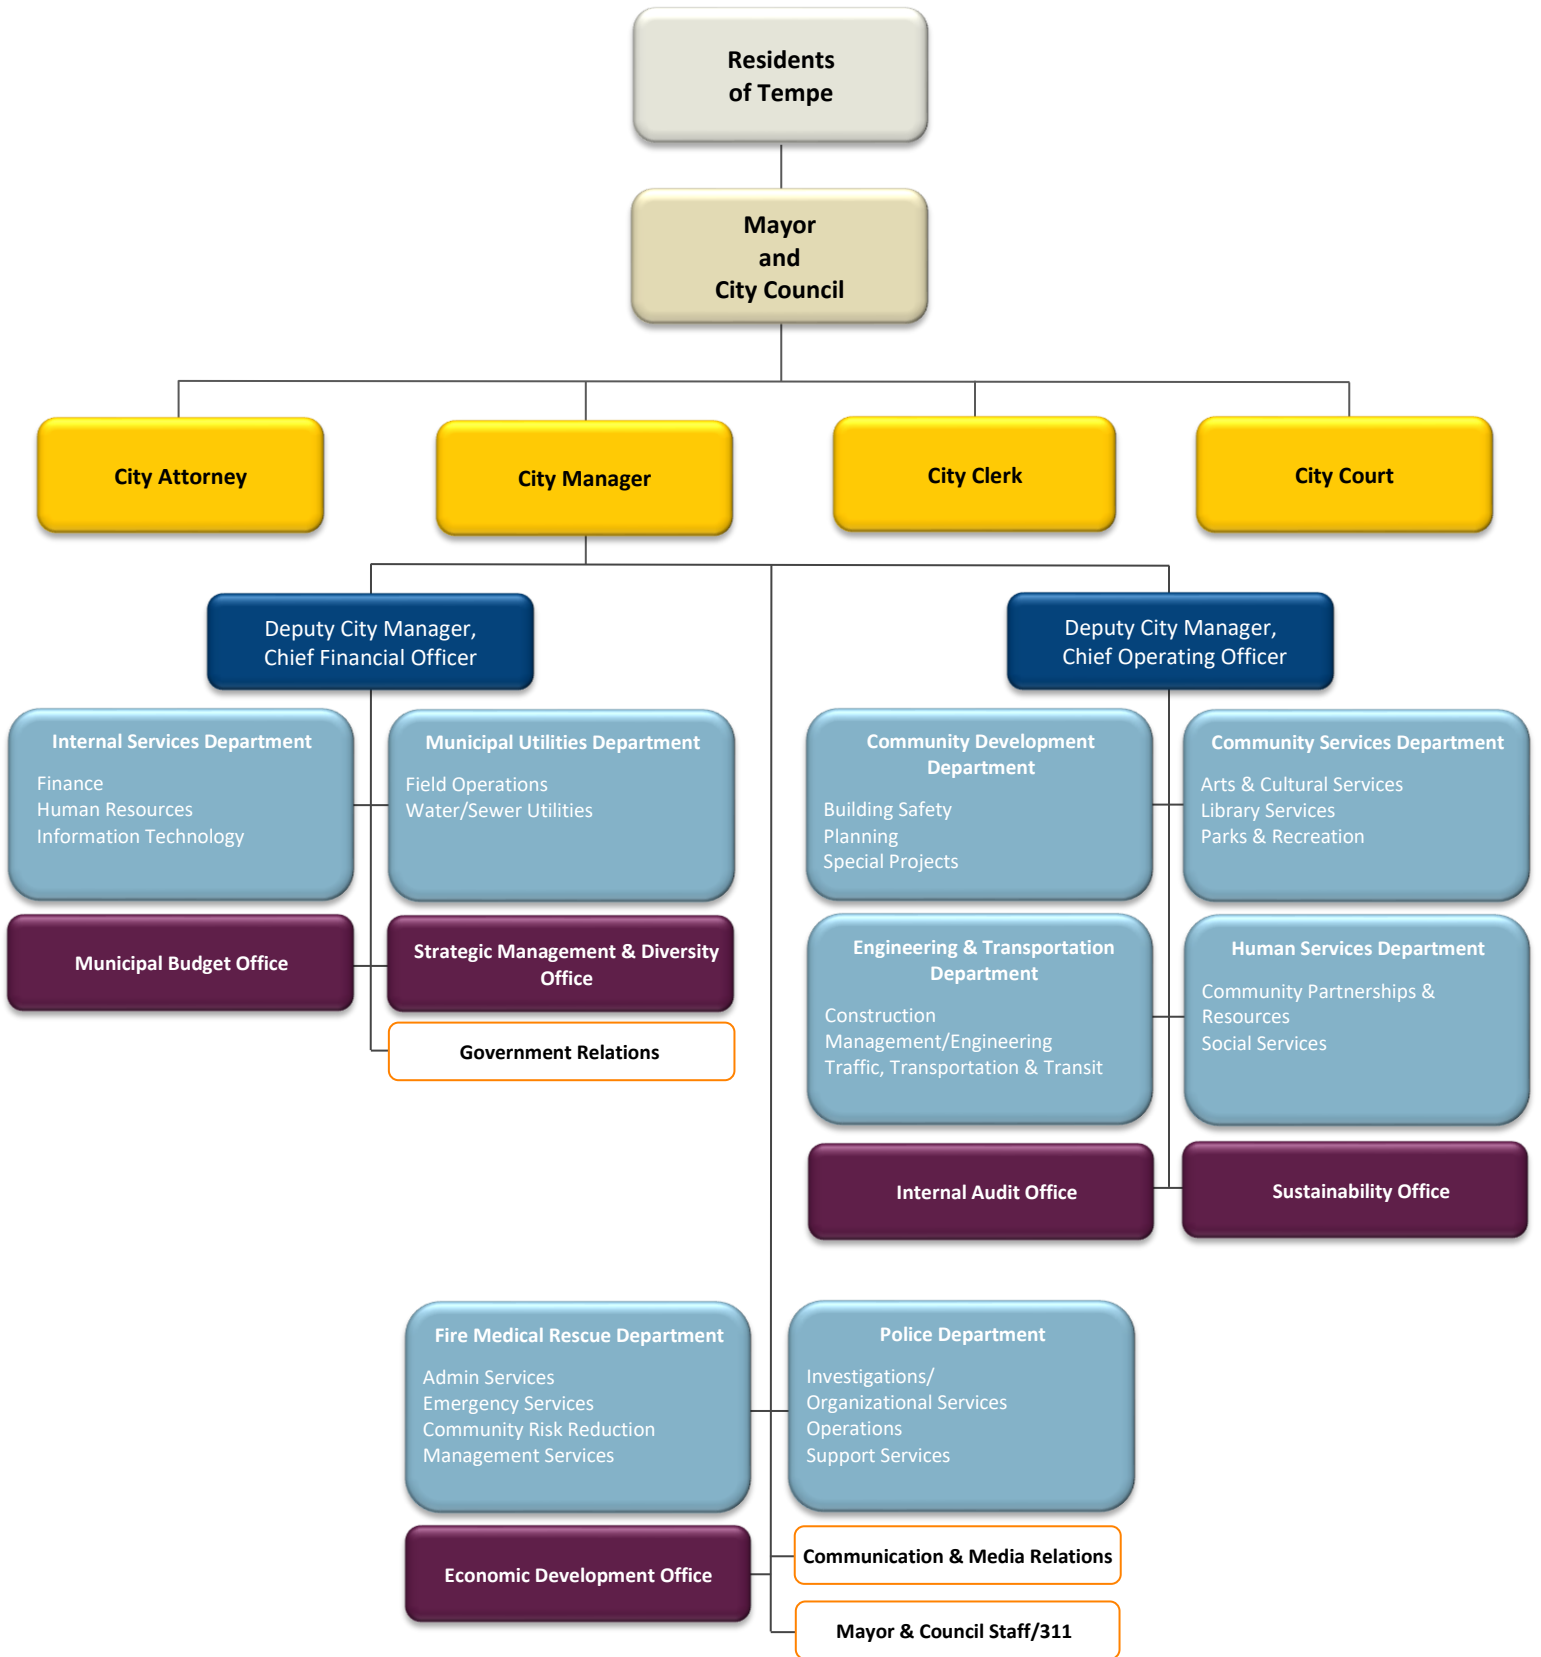 Residents
of Tempe
Mayor
and
City Council
City Attorney
City Manager
City Clerk
City Court
Deputy City Manager,
Chief Financial Officer
Deputy City Manager,
Chief Operating Officer
Internal Services Department
Finance
Human Resources
Information Technology
Municipal Utilities Department
Field Operations
Water/Sewer Utilities
Community Development
Department
Building Safety
Planning
Special Projects
Community Services Department
Arts & Cultural Services
Library Services
Parks & Recreation
Municipal Budget Office
Strategic Management & Diversity
Office
Government Relations
Engineering & Transportation
Department
Construction
Management/Engineering
Traffic, Transportation & Transit
Human Services Department
Community Partnerships &
Resources
Social Services
Internal Audit Office
Sustainability Office
Fire Medical Rescue Department
Admin Services
Emergency Services
Community Risk Reduction
Management Services
Police Department
Investigations/
Organizational Services
Operations
Support Services
Economic Development Office
Communication & Media Relations
Mayor & Council Staff/311